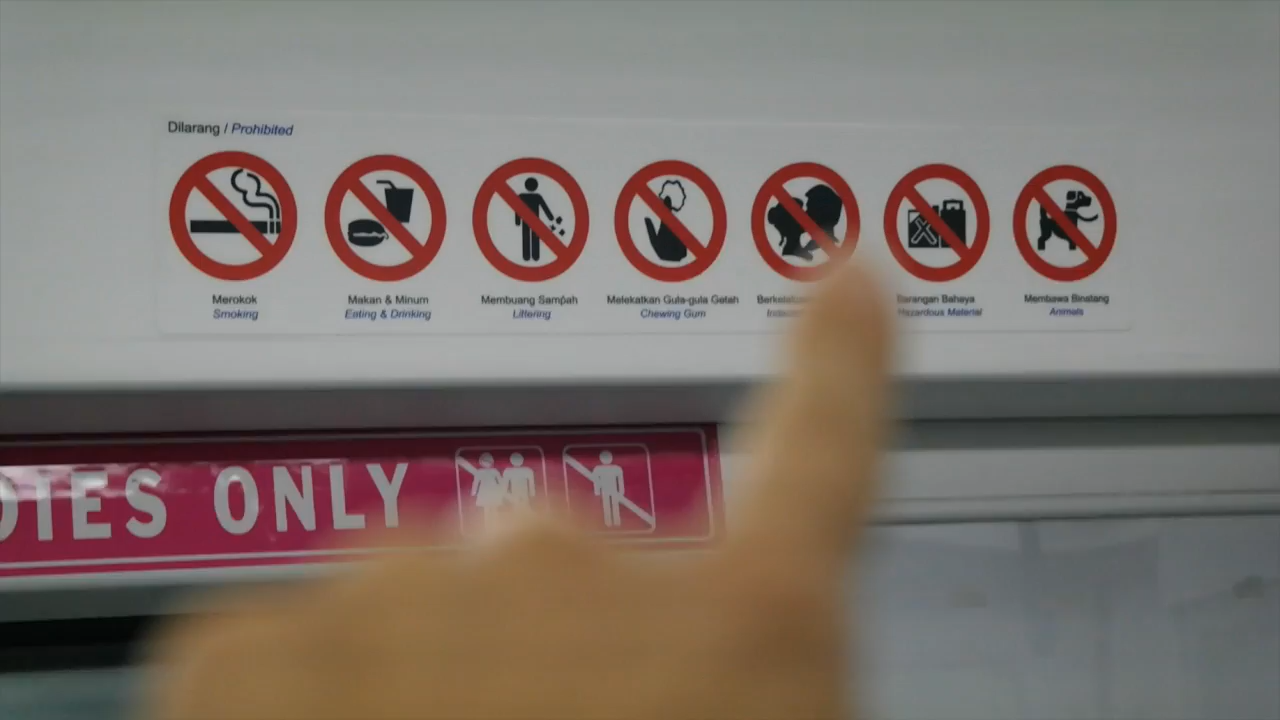 Dilarang / Prohibited
Merokok
Smoking
Makan & Minum
Eating & Drinking
Membuang Sampah
Littering
Melekatkan Gula-gula Getah
Chewing Gum
Barangan Bahaya
Hazardous Material
Membawa Binatang
Animals
ONLY